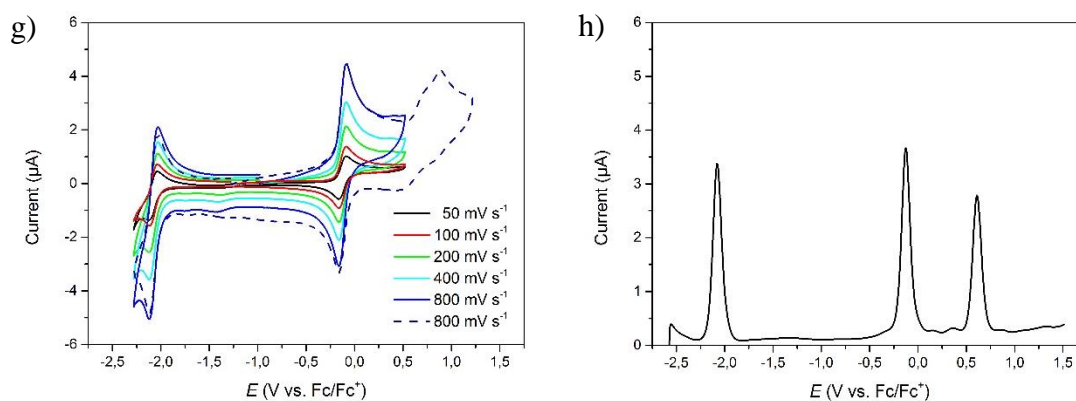 g)
6
4
2
0
-2
-4
-6
Current (µA)
50 mV s⁻¹
100 mV s⁻¹
200 mV s⁻¹
400 mV s⁻¹
800 mV s⁻¹
800 mV s⁻¹
-2,5 -2,0 -1,5 -1,0 -0,5 0,0 0,5 1,0 1,5
E (V vs. Fc/Fc⁺)
h)
6
5
4
3
2
1
0
Current (µA)
-2,5 -2,0 -1,5 -1,0 -0,5 0,0 0,5 1,0 1,5
E (V vs. Fc/Fc⁺)